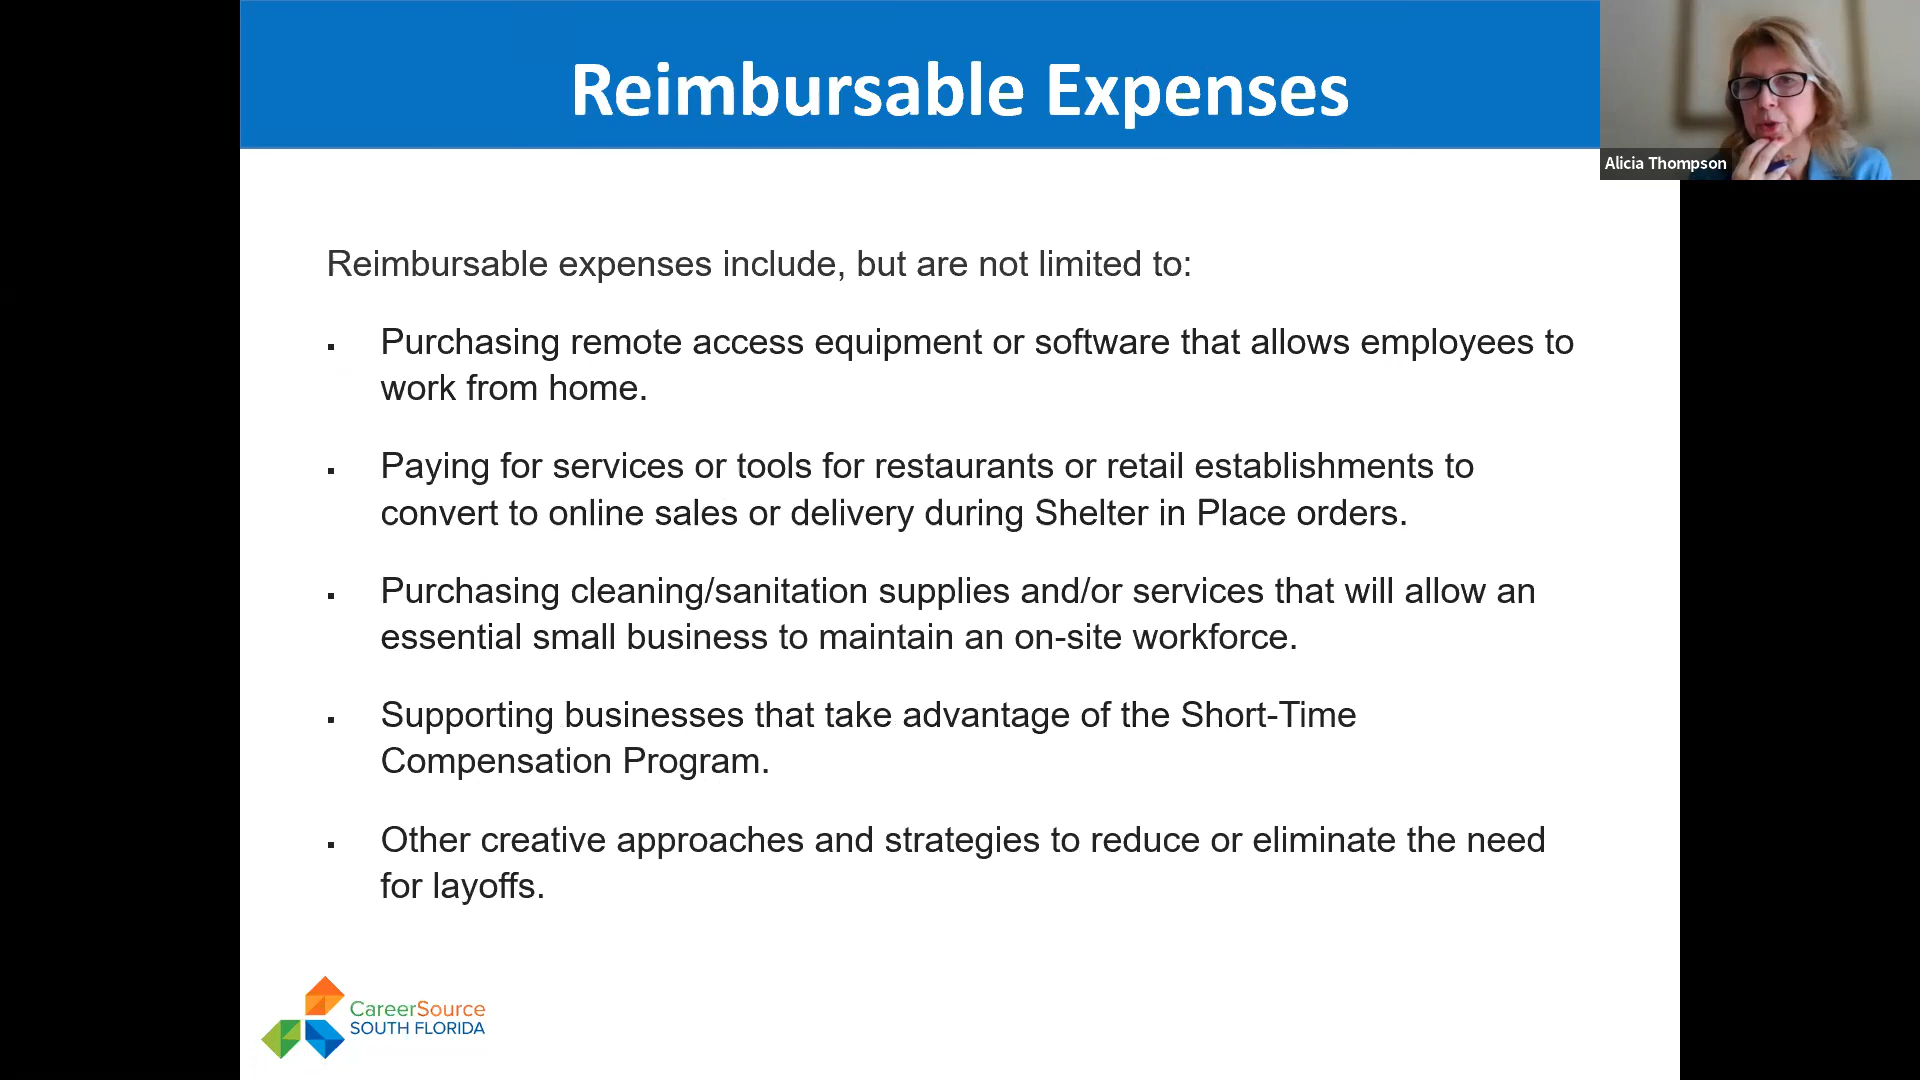 Reimbursable Expenses
Alicia Thompson
Reimbursable expenses include, but are not limited to:
▪ Purchasing remote access equipment or software that allows employees to
work from home.
▪ Paying for services or tools for restaurants or retail establishments to
convert to online sales or delivery during Shelter in Place orders.
▪ Purchasing cleaning/sanitation supplies and/or services that will allow an
essential small business to maintain an on-site workforce.
▪ Supporting businesses that take advantage of the Short-Time
Compensation Program.
▪ Other creative approaches and strategies to reduce or eliminate the need
for layoffs.
CareerSource
SOUTH FLORIDA